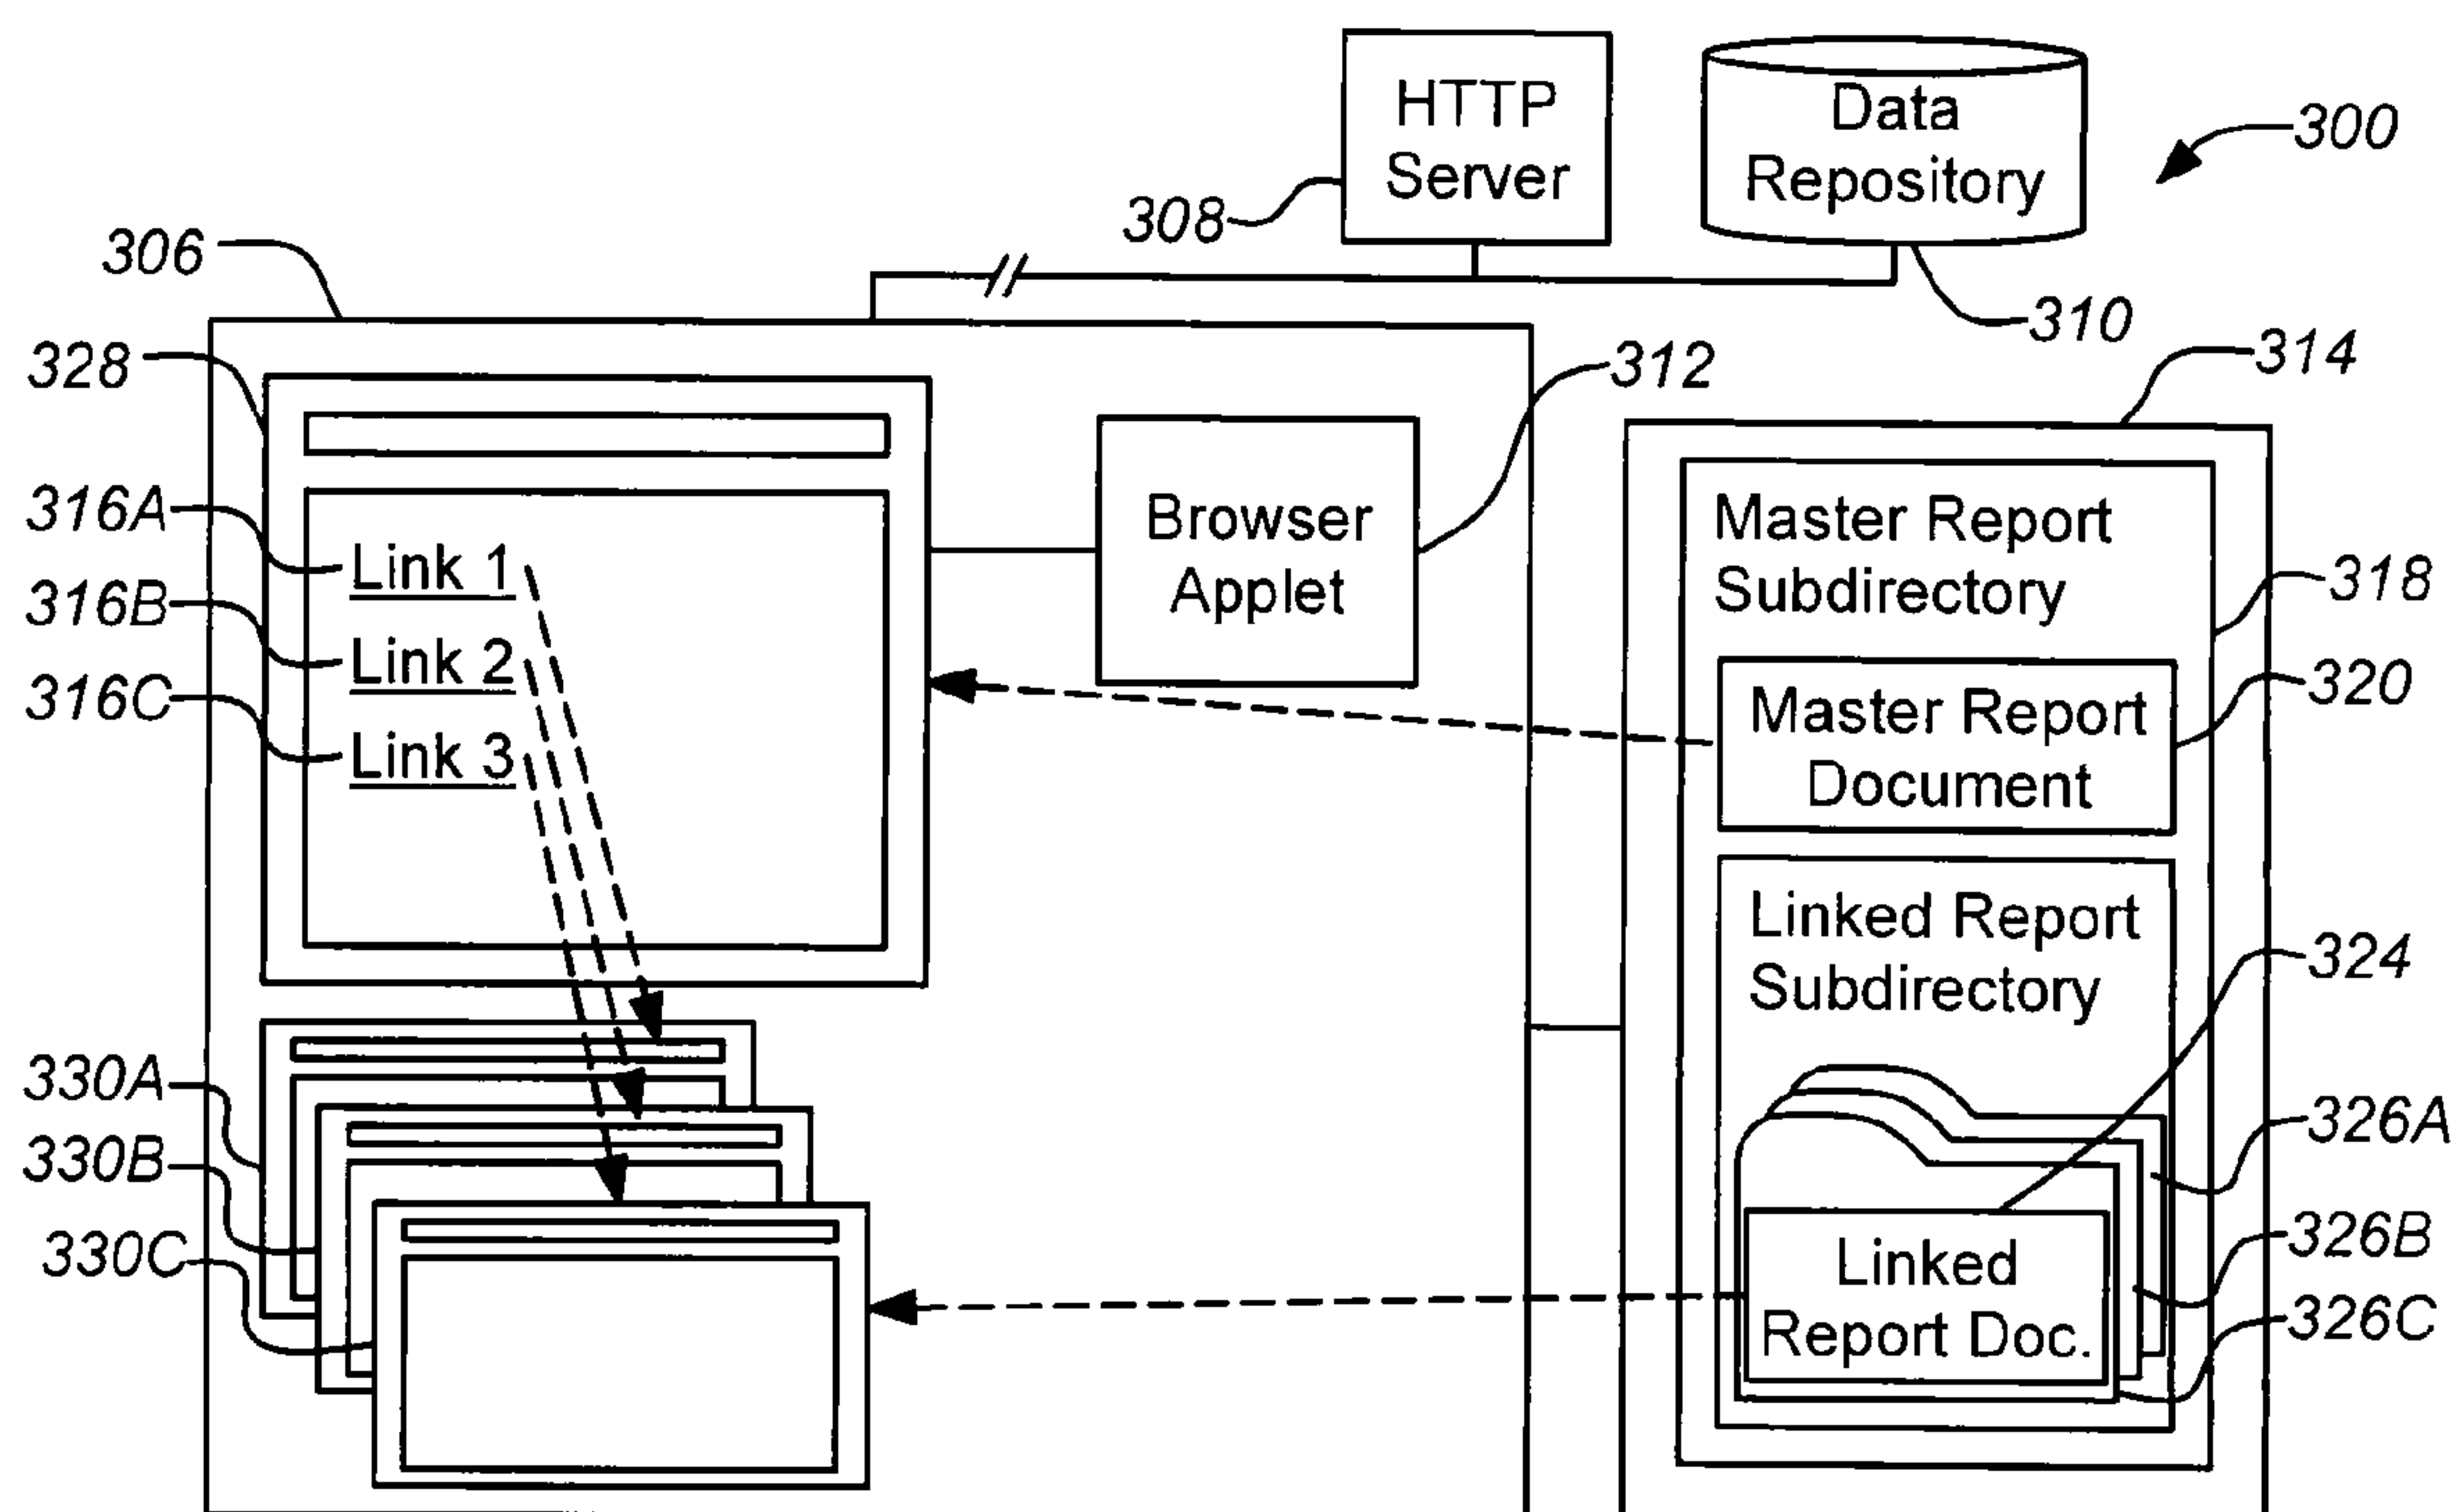 HTTP
Server
Data
Repository
300
308
306
310
328
312
314
316A
Link 1
Browser
Applet
Master Report
Subdirectory
318
316B
Link 2
316C
Link 3
Master Report
Document
320
Linked Report
Subdirectory
324
330A
326A
330B
326B
330C
Linked
Report Doc.
326C